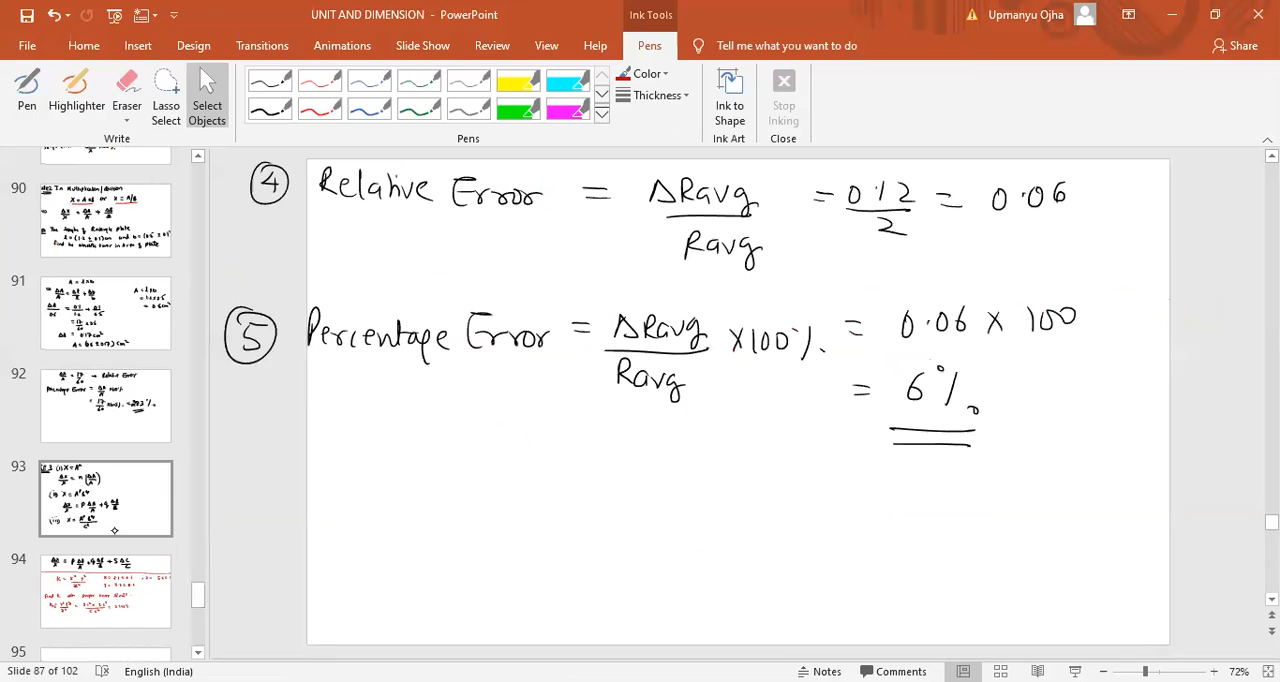 UNIT AND DIMENSION - PowerPoint
Ink Tools
Upmanyu Ojha
File Home Insert Design Transitions Animations Slide Show Review View Help Pens Tell me what you want to do Share
Pen Highlighter Eraser Lasso Select Select Objects
Color
Thickness
Ink to Shape
Stop Inking
Write Pens Ink Art Close
90
91
92
93
94
95
④ Relative Error = ΔRavg / Ravg = 0.12 / 2 = 0.06
⑤ Percentage Error = ΔRavg / Ravg ×100%. = 0.06 × 100
= 6%
Slide 87 of 102 English (India) Notes Comments 72%